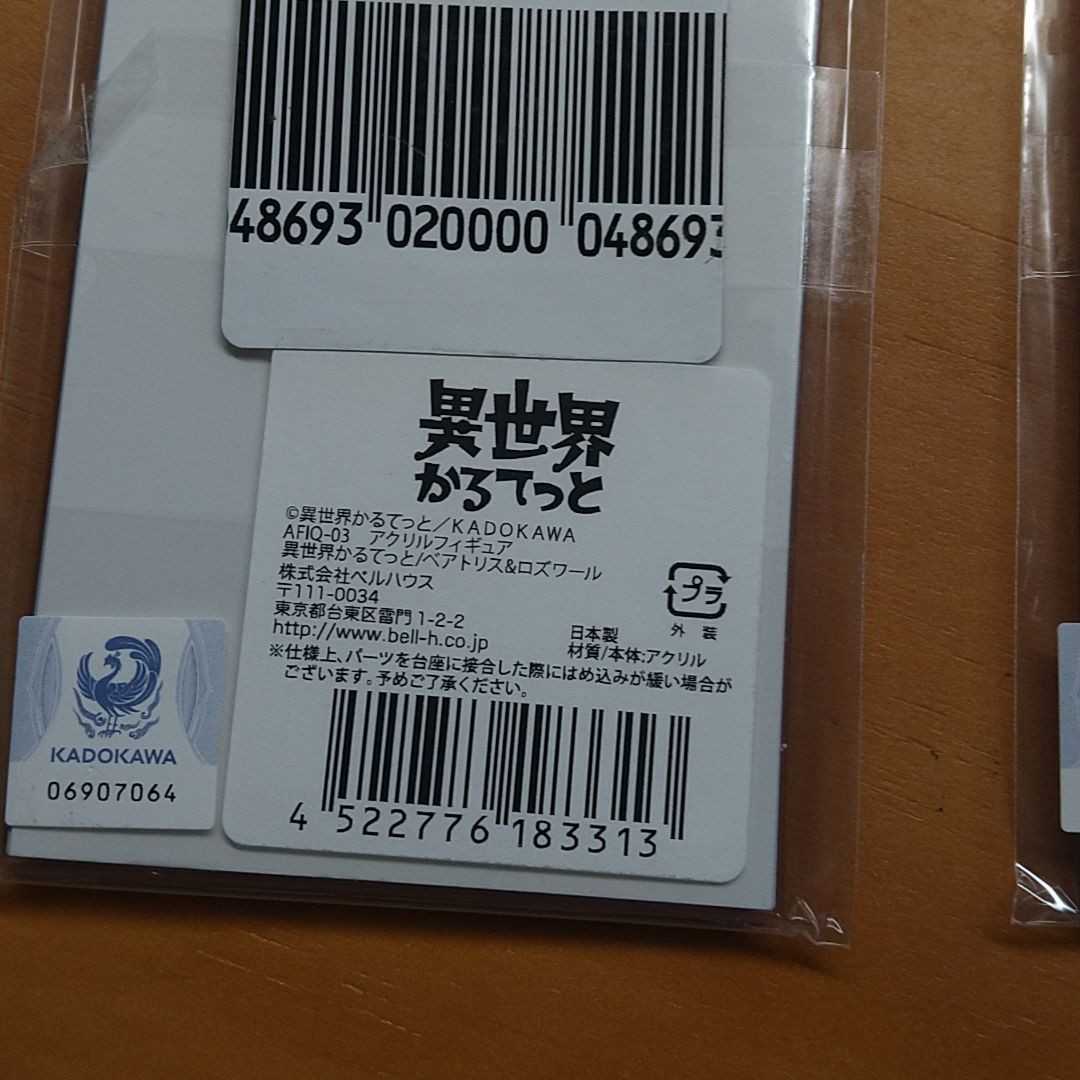 48693 020000 04869
異世界
かるてっと
©異世界かるてっと／KADOKAWA
AFIQ-03　アクリルフィギュア
異世界かるてっと/ベアトリス&ロズワール
株式会社ベルハウス
〒111-0034
東京都台東区雷門1-2-2
http://www.bell-h.co.jp
プラ
外装
日本製
材質/本体:アクリル
※仕様上、パーツを台座に接合した際にはめ込みが緩い場合が
ございます。予めご了承ください。
4 522776 183313
KADOKAWA
06907064